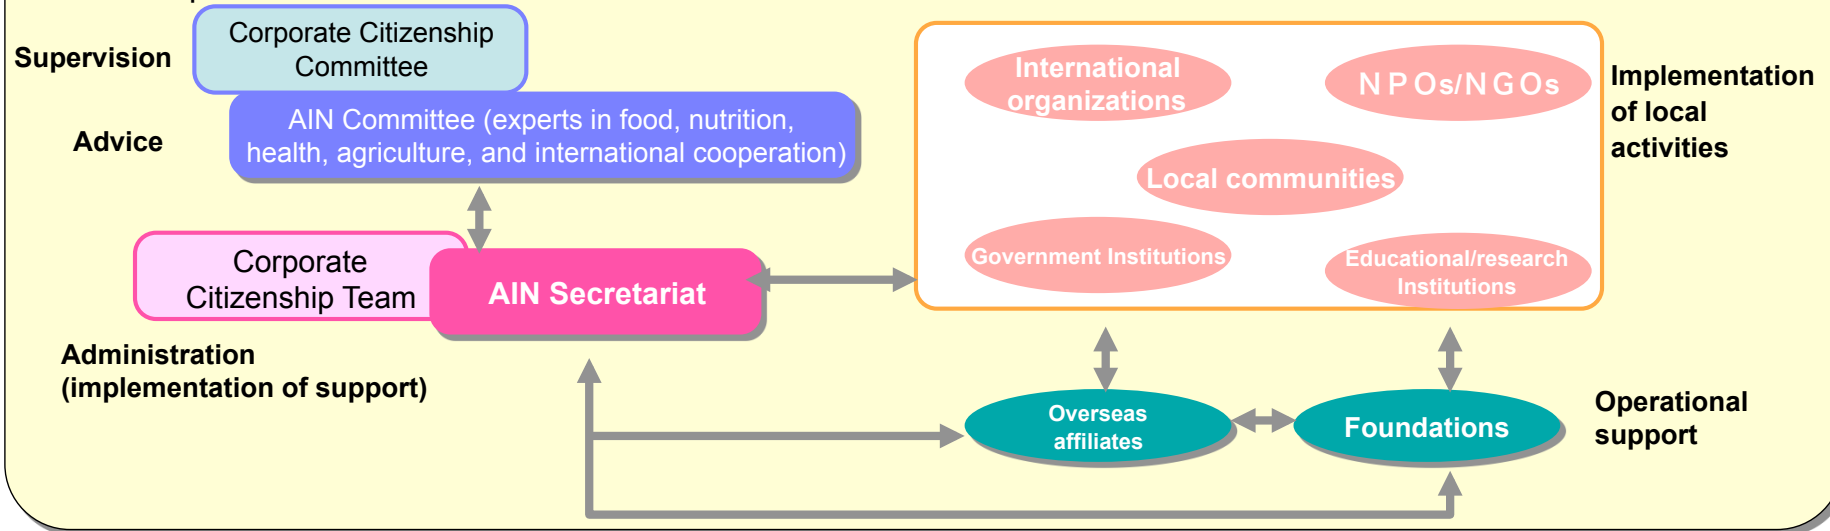 Supervision
Corporate Citizenship
Committee
Advice
AIN Committee (experts in food, nutrition,
health, agriculture, and international cooperation)
Corporate
Citizenship Team
AIN Secretariat
Administration
(implementation of support)
International
organizations
ＮＰＯs/ＮＧＯs
Local communities
Government Institutions
Educational/research
Institutions
Implementation
of local
activities
Overseas
affiliates
Foundations
Operational
support